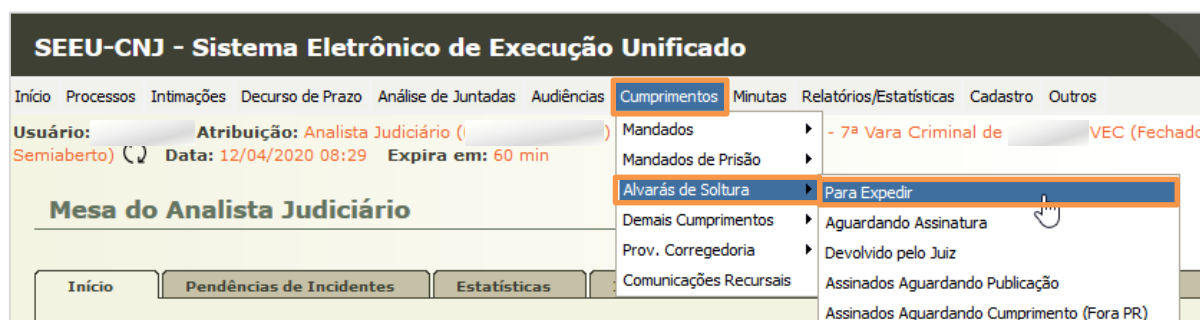 SEEU-CNJ - Sistema Eletrônico de Execução Unificado
Início Processos Intimações Decurso de Prazo Análise de Juntadas Audiências Cumprimentos Minutas Relatórios/Estatísticas Cadastro Outros
Usuário: Atribuição: Analista Judiciário ( ) - 7ª Vara Criminal de VEC (Fechado
Semiaberto) Data: 12/04/2020 08:29 Expira em: 60 min
Mandados
Mandados de Prisão
Alvarás de Soltura
Demais Cumprimentos
Prov. Corregedoria
Comunicações Recursais
Para Expedir
Aguardando Assinatura
Devolvido pelo Juiz
Assinados Aguardando Publicação
Assinados Aguardando Cumprimento (Fora PR)
Mesa do Analista Judiciário
Início Pendências de Incidentes Estatísticas